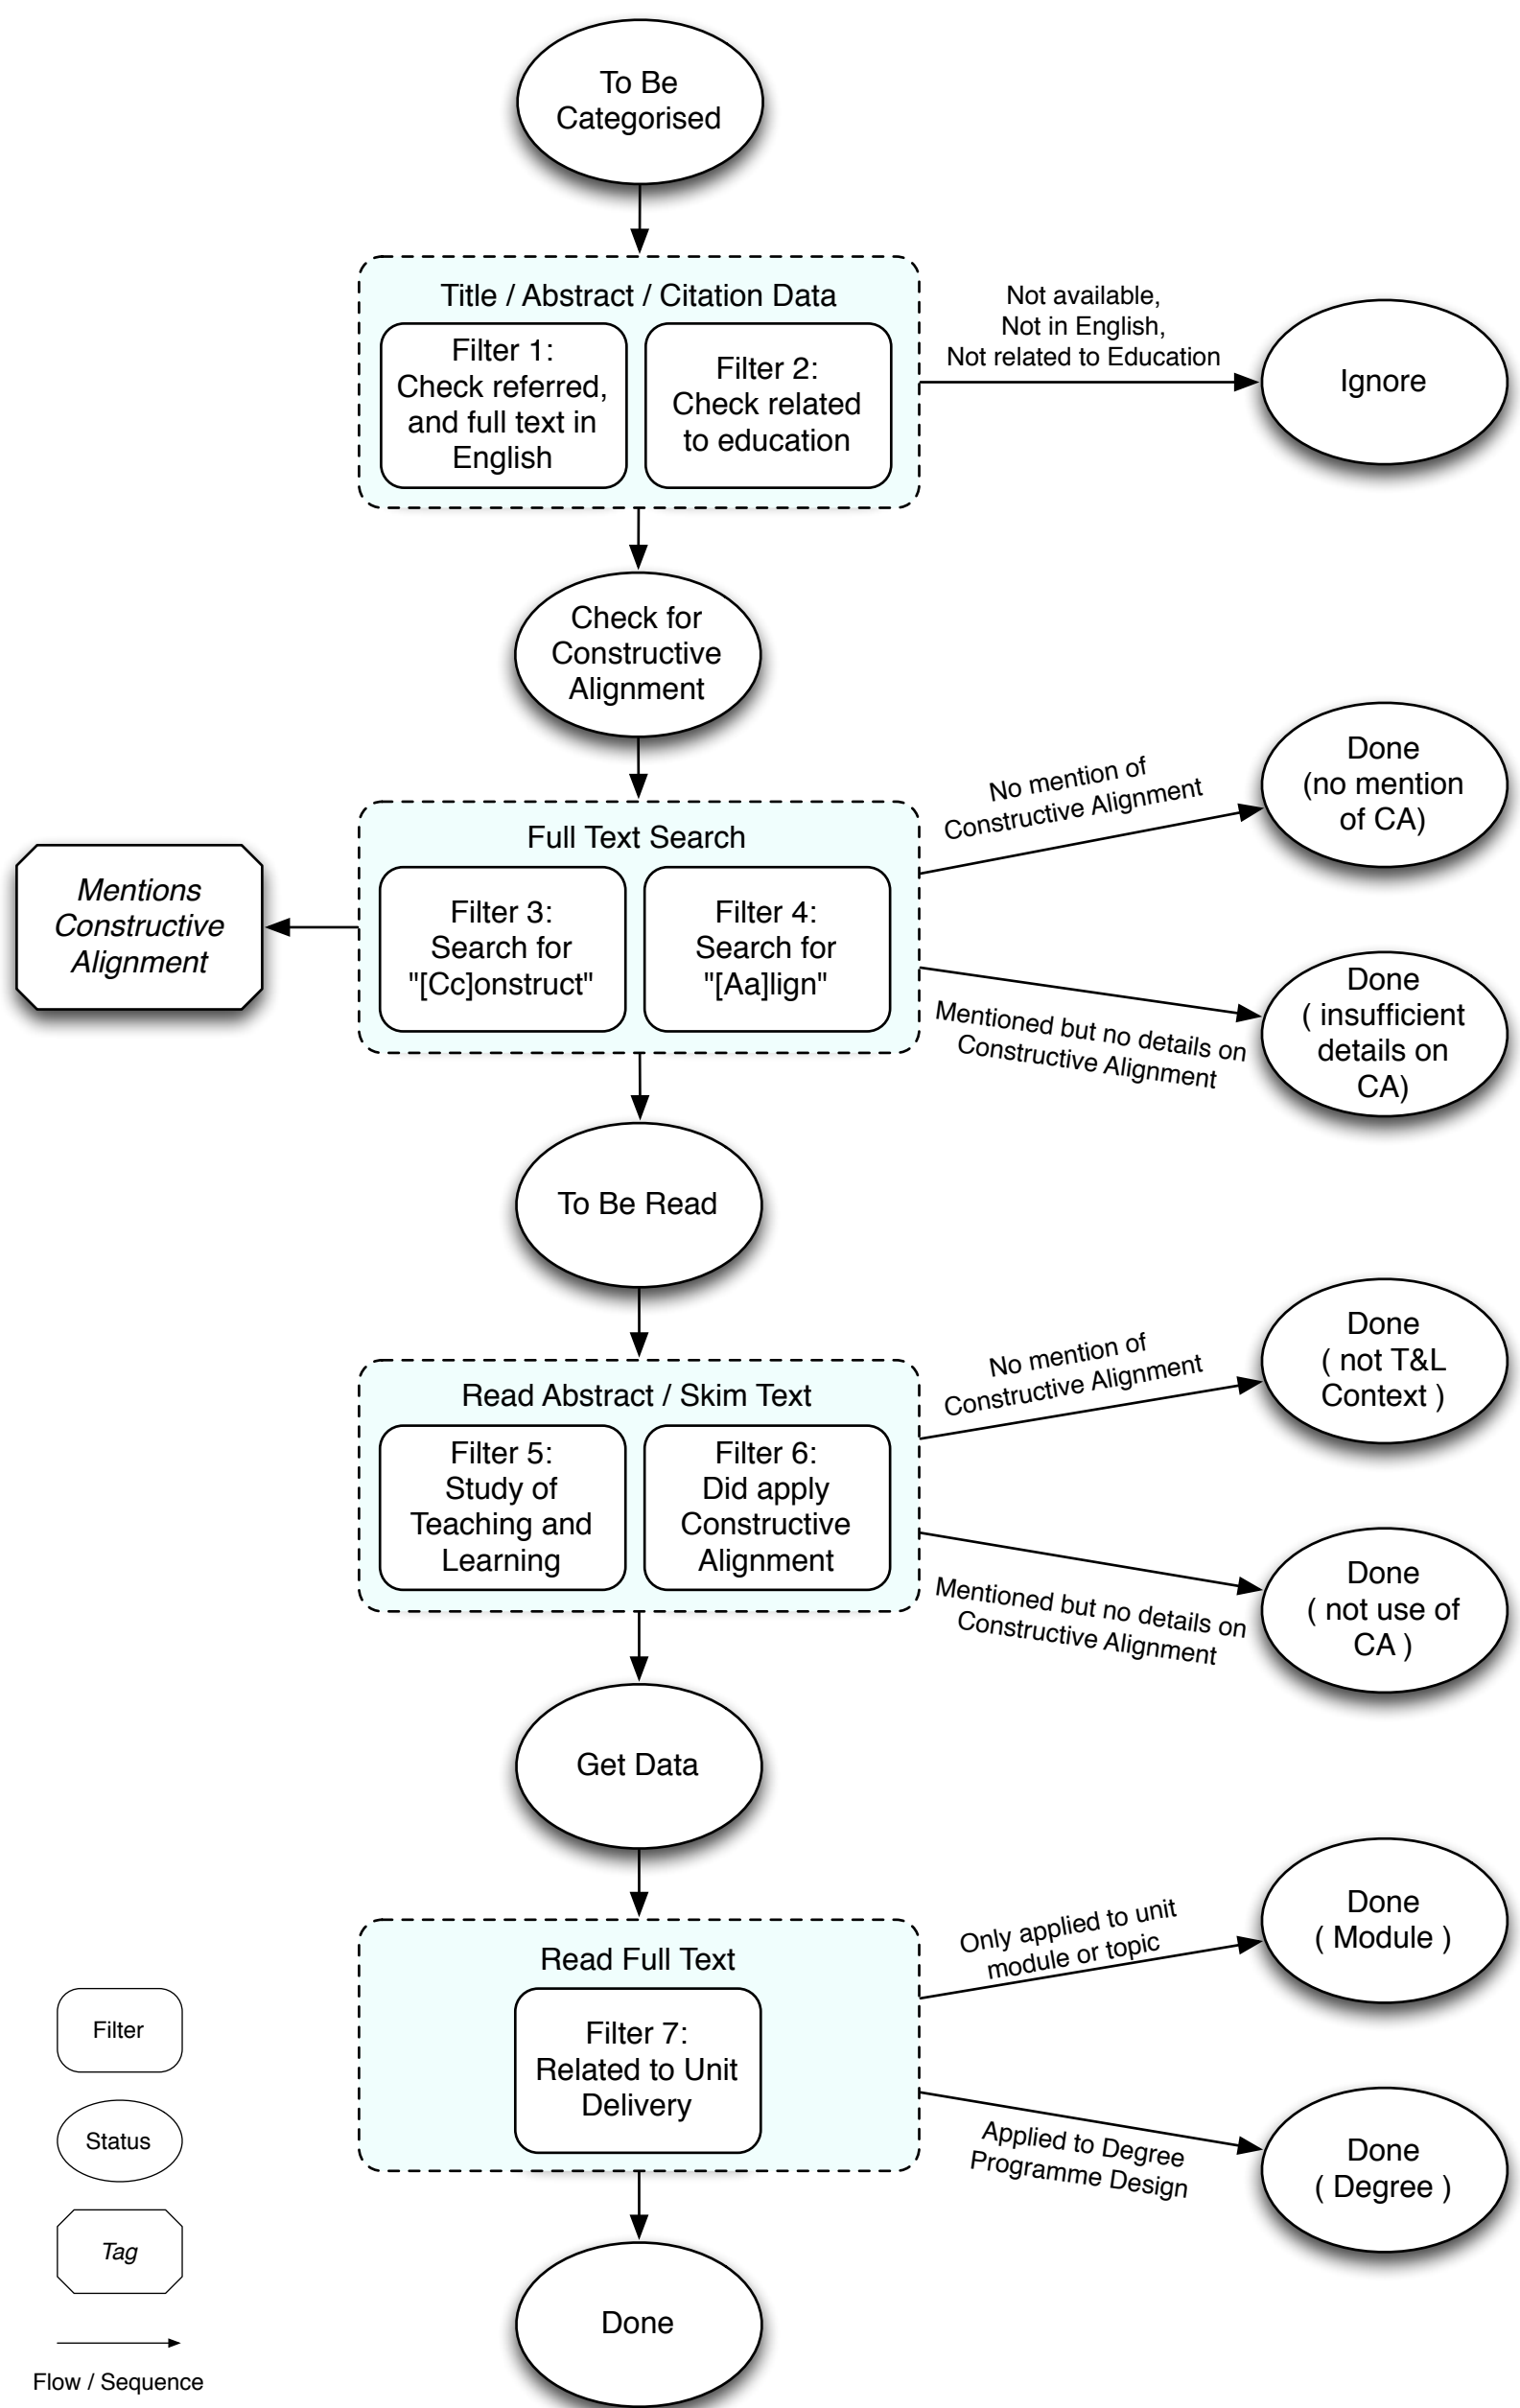 To Be
Categorised
Title / Abstract / Citation Data
Filter 1:
Check referred,
and full text in
English
Filter 2:
Check related
to education
Not available,
Not in English,
Not related to Education
Ignore
Check for
Constructive
Alignment
Full Text Search
Filter 3:
Search for
"[Cc]onstruct"
Filter 4:
Search for
"[Aa]lign"
Mentions
Constructive
Alignment
No mention of
Constructive Alignment
Done
(no mention
of CA)
Mentioned but no details on
Constructive Alignment
Done
( insufficient
details on
CA)
To Be Read
Read Abstract / Skim Text
Filter 5:
Study of
Teaching and
Learning
Filter 6:
Did apply
Constructive
Alignment
No mention of
Constructive Alignment
Done
( not T&L
Context )
Mentioned but no details on
Constructive Alignment
Done
( not use of
CA )
Get Data
Read Full Text
Filter 7:
Related to Unit
Delivery
Only applied to unit
module or topic
Done
( Module )
Applied to Degree
Programme Design
Done
( Degree )
Done
Filter
Status
Tag
Flow / Sequence